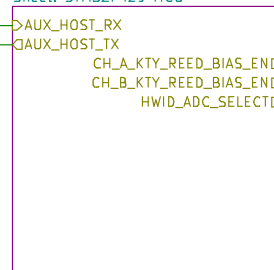 AUX_HOST_RX
AUX_HOST_TX
CH_A_KTY_REED_BIAS_EN
CH_B_KTY_REED_BIAS_EN
HWID_ADC_SELECT